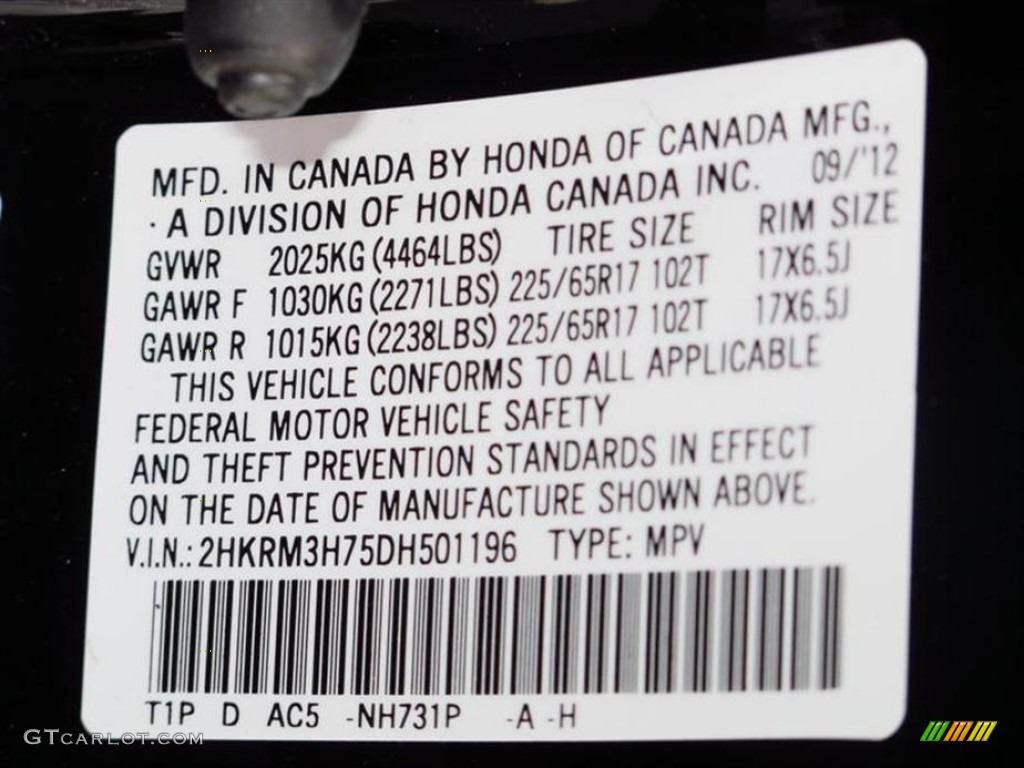 MFD. IN CANADA BY HONDA OF CANADA MFG.,
· A DIVISION OF HONDA CANADA INC. 09/'12
GVWR 2025KG (4464LBS) TIRE SIZE RIM SIZE
GAWR F 1030KG (2271LBS) 225/65R17 102T 17X6.5J
GAWR R 1015KG (2238LBS) 225/65R17 102T 17X6.5J
THIS VEHICLE CONFORMS TO ALL APPLICABLE
FEDERAL MOTOR VEHICLE SAFETY
AND THEFT PREVENTION STANDARDS IN EFFECT
ON THE DATE OF MANUFACTURE SHOWN ABOVE.
V.I.N.: 2HKRM3H75DH501196 TYPE: MPV
T1P D AC5 -NH731P -A -H
GTCARLOT.COM